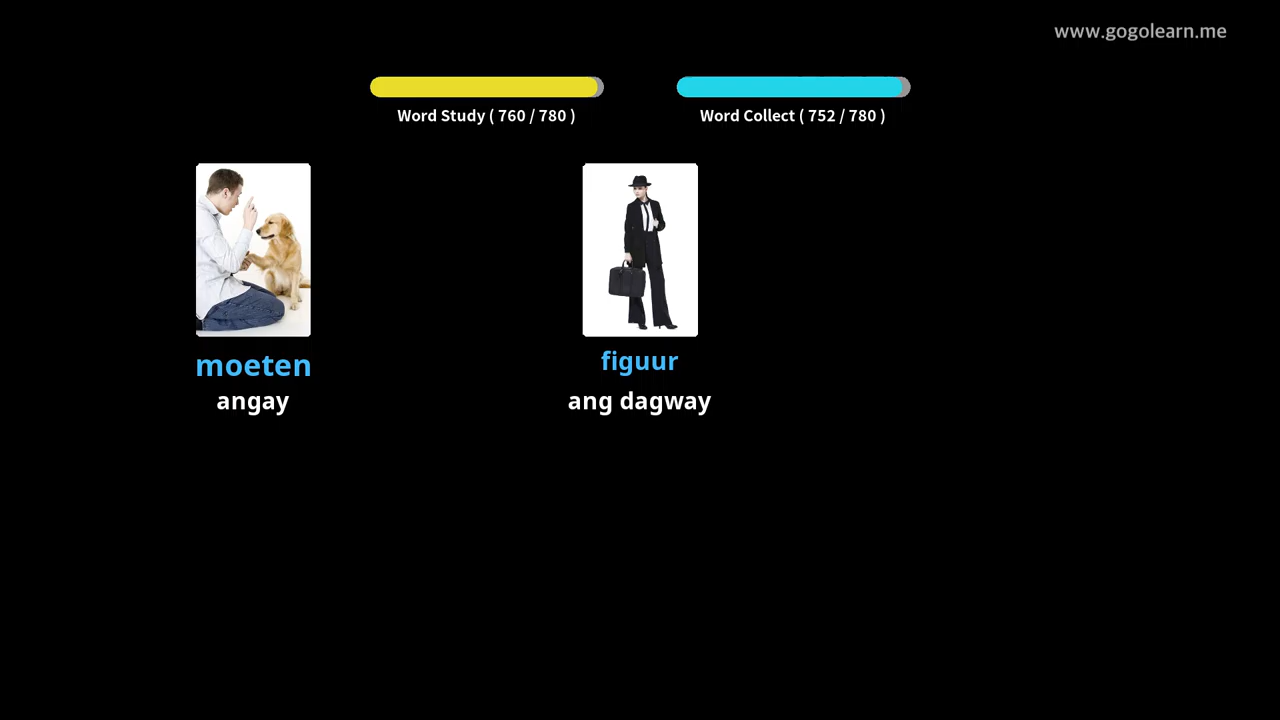 www.gogolearn.me
Word Study ( 760 / 780 )
Word Collect ( 752 / 780 )
moeten
angay
figuur
ang dagway